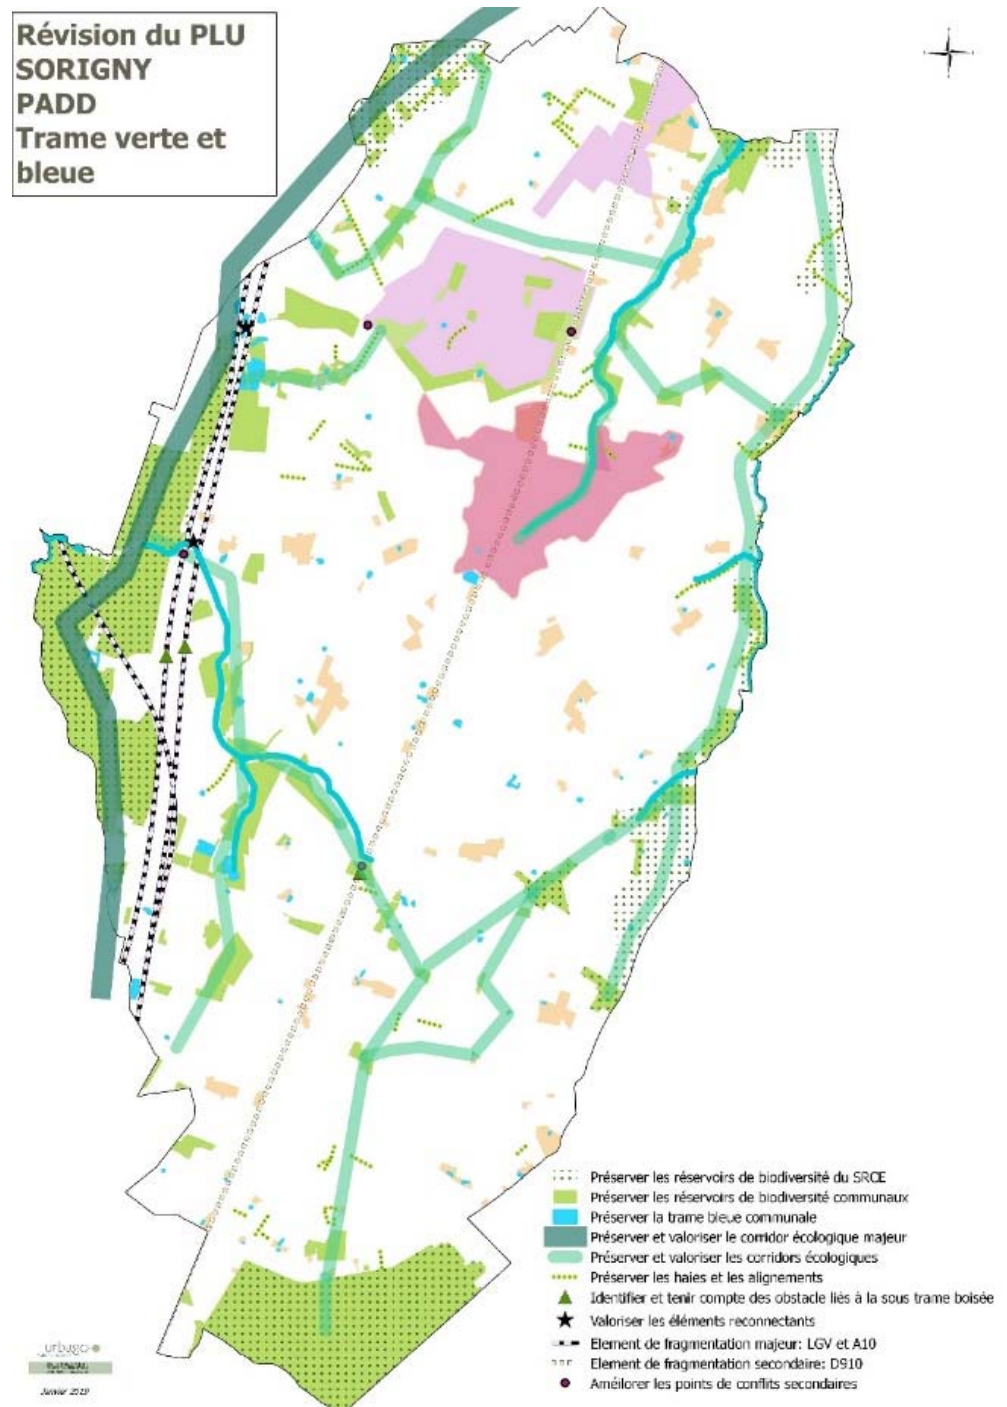 Révision du PLU
SORIGNY
PADD
Trame verte et
bleue
Préserver les réservoirs de biodiversité du SRCE
Préserver les réservoirs de biodiversité communaux
Préserver la trame bleue communale
Préserver et valoriser le corridor écologique majeur
Préserver et valoriser les corridors écologiques
Préserver les haies et les alignements
Identifier et tenir compte des obstacle liés à la sous trame boisée
Valoriser les éléments reconnectants
Element de fragmentation majeur: LGV et A10
Element de fragmentation secondaire: D910
Améliorer les points de conflits secondaires
urbago
Janvier 2019